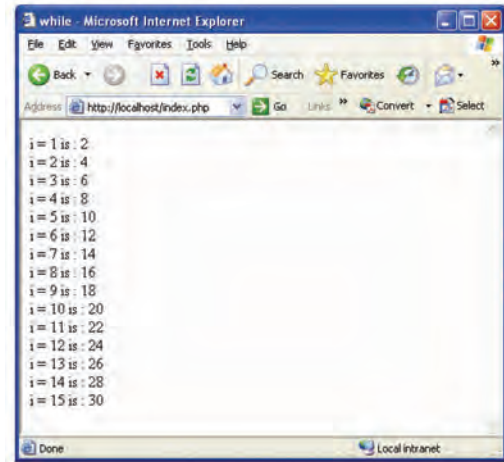 while - Microsoft Internet Explorer
File Edit View Favorites Tools Help
Back Search Favorites
Address http://localhost/index.php Go Links Convert Select
i = 1 is : 2
i = 2 is : 4
i = 3 is : 6
i = 4 is : 8
i = 5 is : 10
i = 6 is : 12
i = 7 is : 14
i = 8 is : 16
i = 9 is : 18
i = 10 is : 20
i = 11 is : 22
i = 12 is : 24
i = 13 is : 26
i = 14 is : 28
i = 15 is : 30
Done Local intranet